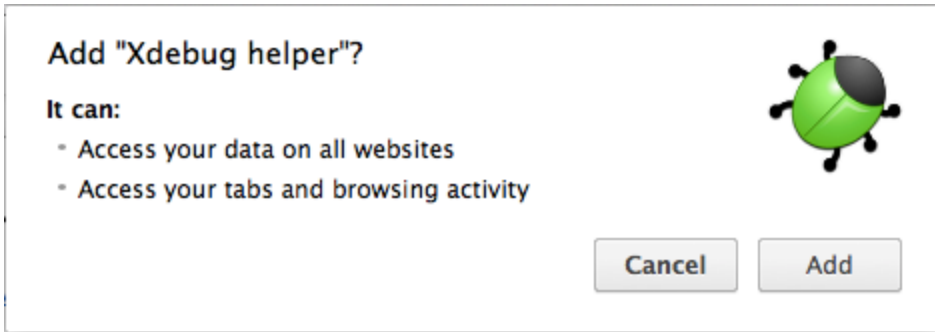 Add "Xdebug helper"?
It can:
Access your data on all websites
Access your tabs and browsing activity
Cancel
Add